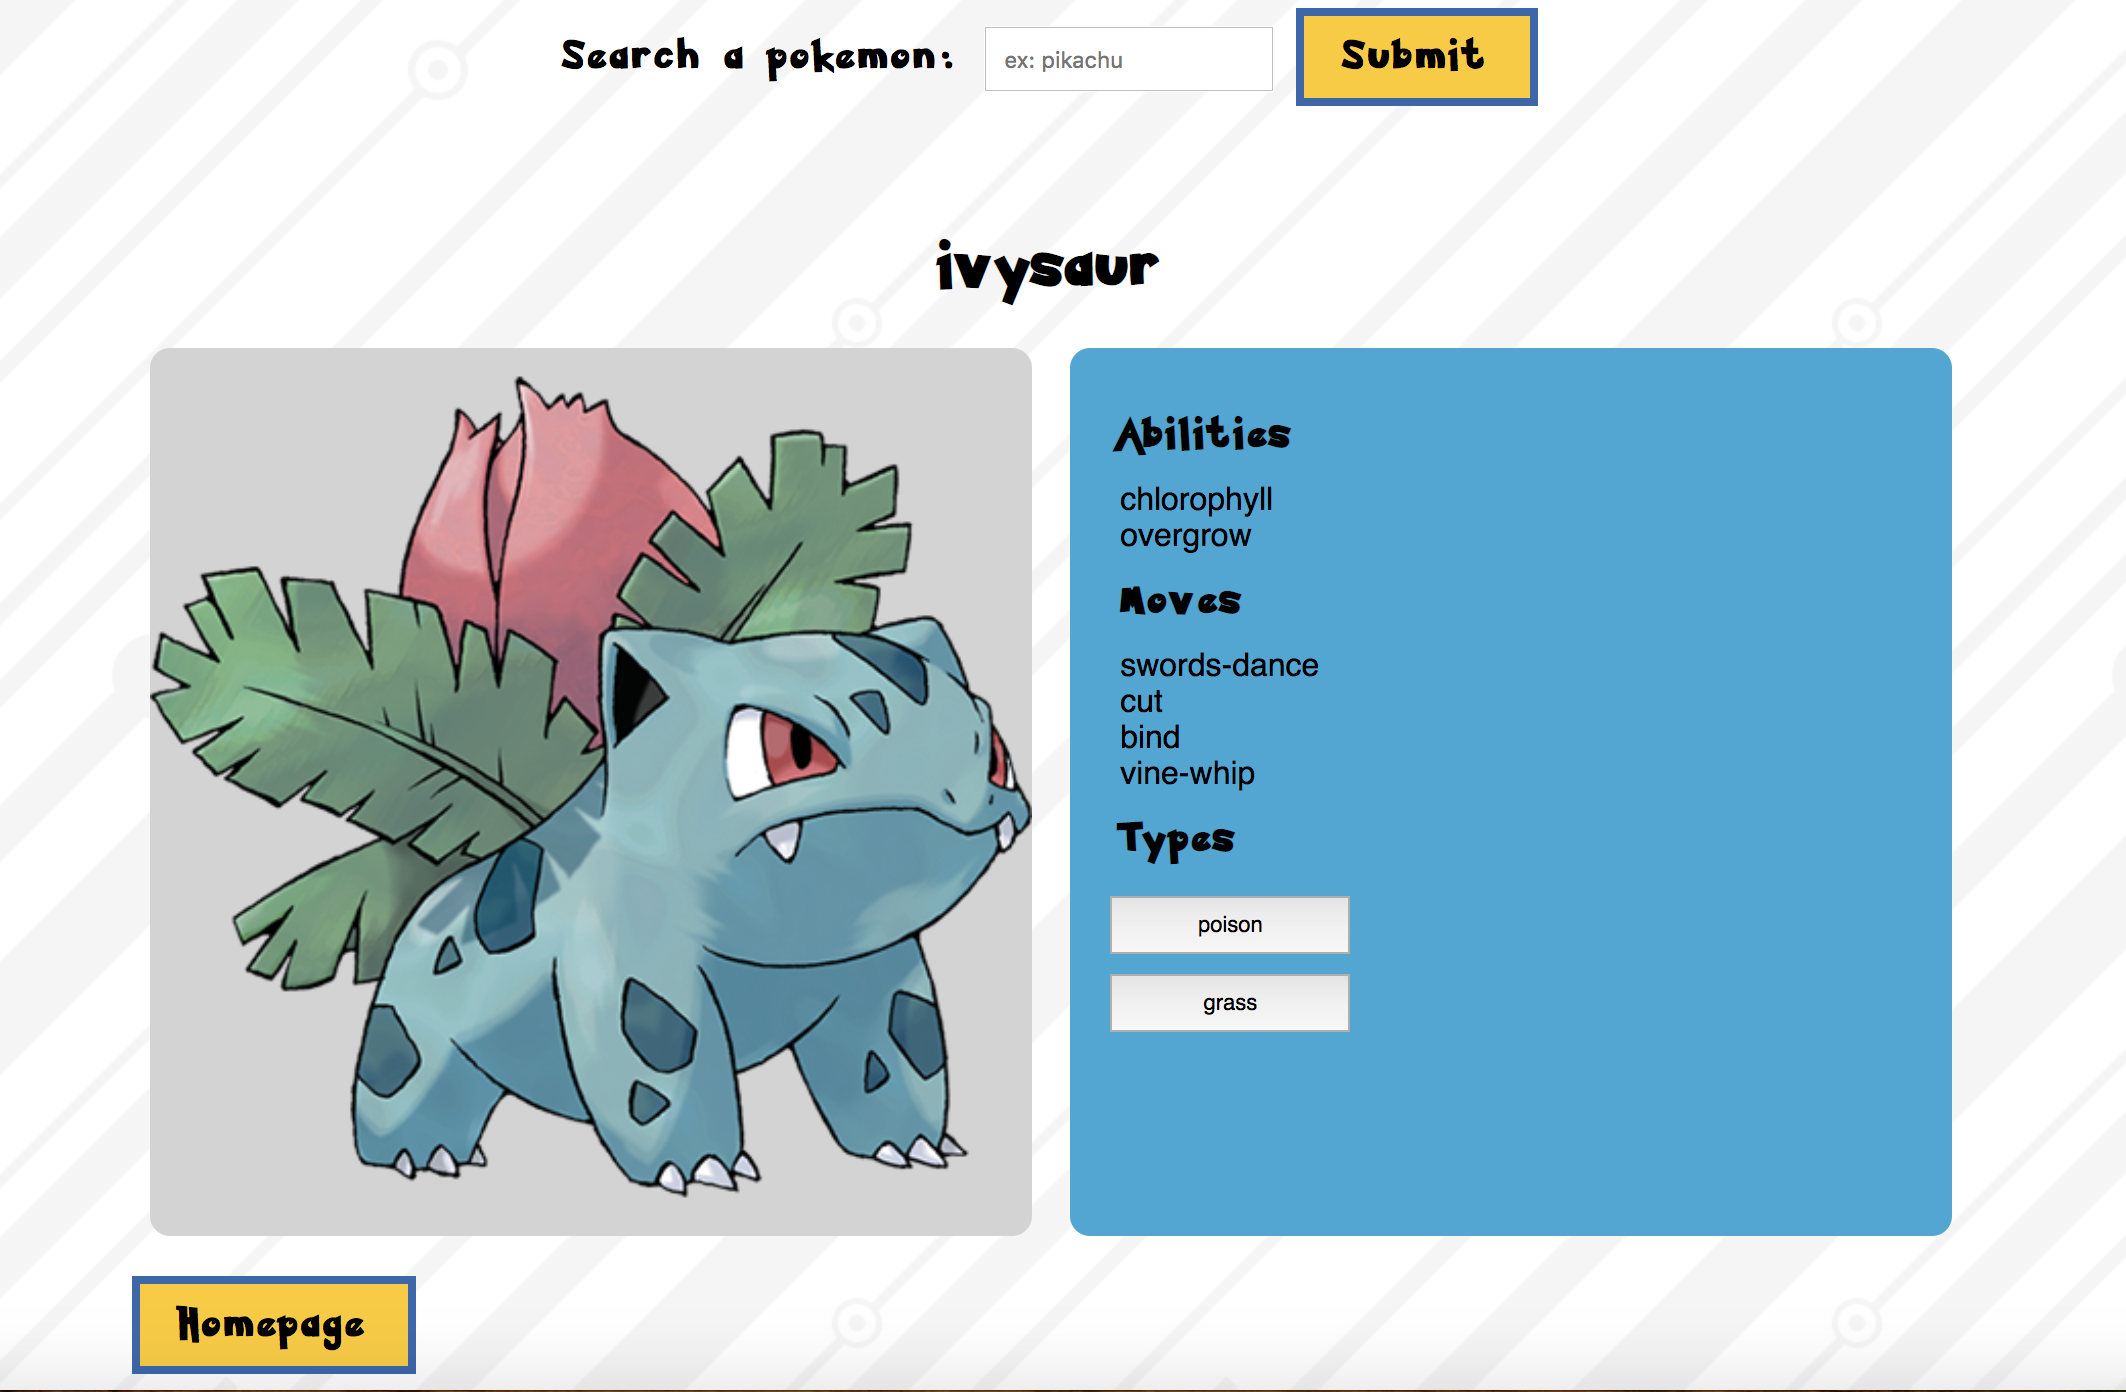 Search a pokemon: ex: pikachu Submit
ivysaur
Abilities
chlorophyll
overgrow
Moves
swords-dance
cut
bind
vine-whip
Types
poison
grass
Homepage